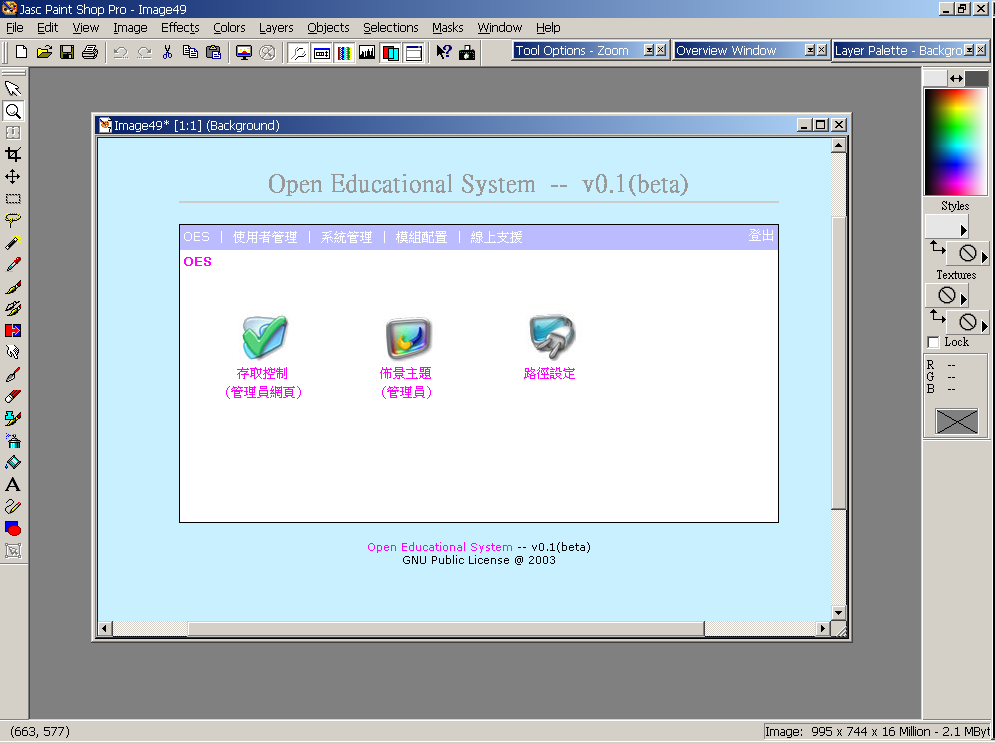 Jasc Paint Shop Pro - Image49
File Edit View Image Effects Colors Layers Objects Selections Masks Window Help
Tool Options - Zoom Overview Window Layer Palette - Backgro
Image49* [1:1] (Background)
Open Educational System -- v0.1(beta)
OES | 使用者管理 | 系統管理 | 模組配置 | 線上支援 登出
OES
存取控制 佈景主題 路徑設定
(管理員網頁) (管理員)
Open Educational System -- v0.1(beta)
GNU Public License @ 2003
Styles
Textures
Lock
R --
G --
B --
(663, 577) Image: 995 x 744 x 16 Million - 2.1 MByt